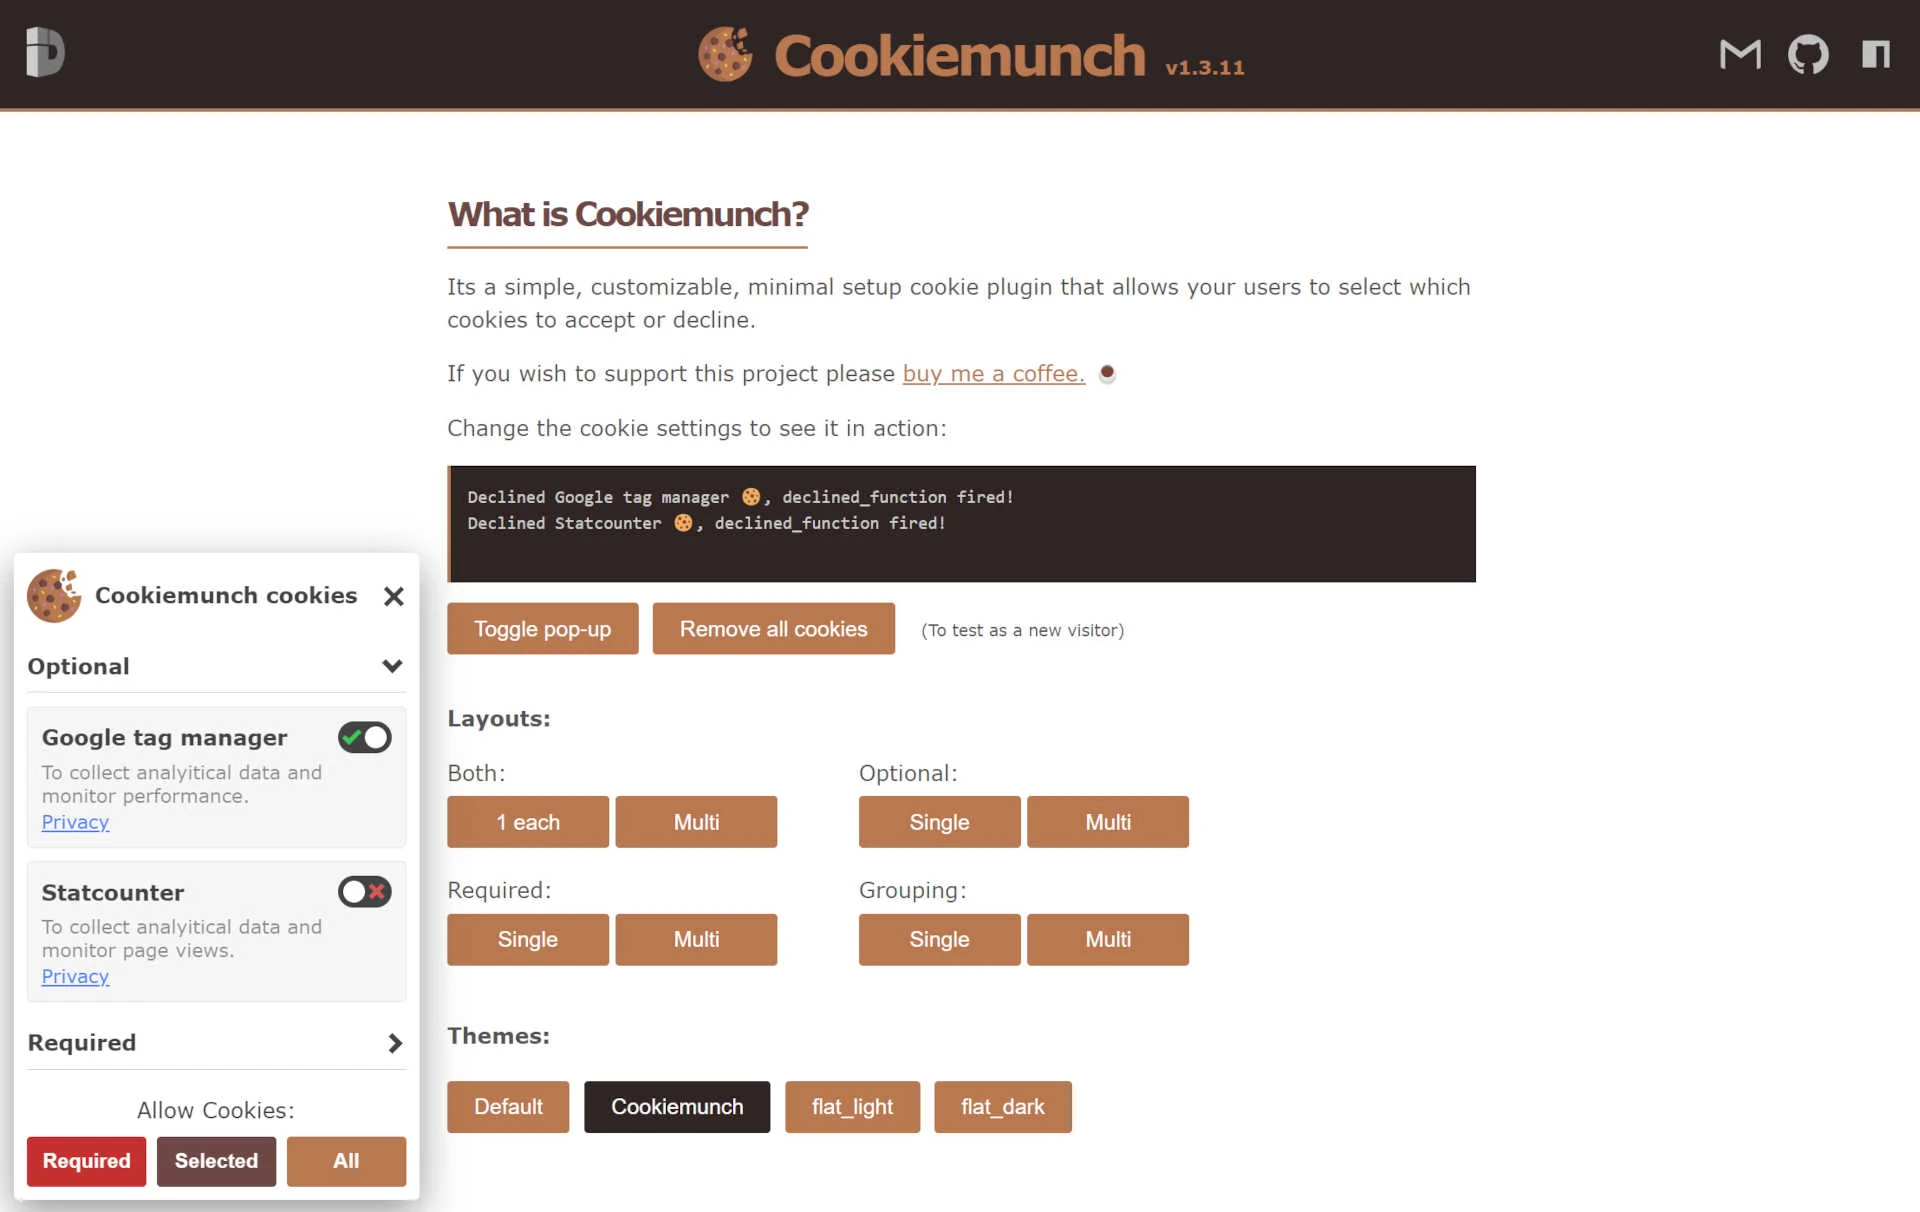 Cookiemunch v1.3.11
What is Cookiemunch?
Its a simple, customizable, minimal setup cookie plugin that allows your users to select which
cookies to accept or decline.
If you wish to support this project please buy me a coffee.
Change the cookie settings to see it in action:
Declined Google tag manager 🍪, declined_function fired!
Declined Statcounter 🍪, declined_function fired!
Toggle pop-up
Remove all cookies
(To test as a new visitor)
Layouts:
Both:
1 each
Multi
Optional:
Single
Multi
Required:
Single
Multi
Grouping:
Single
Multi
Themes:
Default
Cookiemunch
flat_light
flat_dark
Cookiemunch cookies
Optional
Google tag manager
To collect analyitical data and
monitor performance.
Privacy
Statcounter
To collect analyitical data and
monitor page views.
Privacy
Required
Allow Cookies:
Required
Selected
All